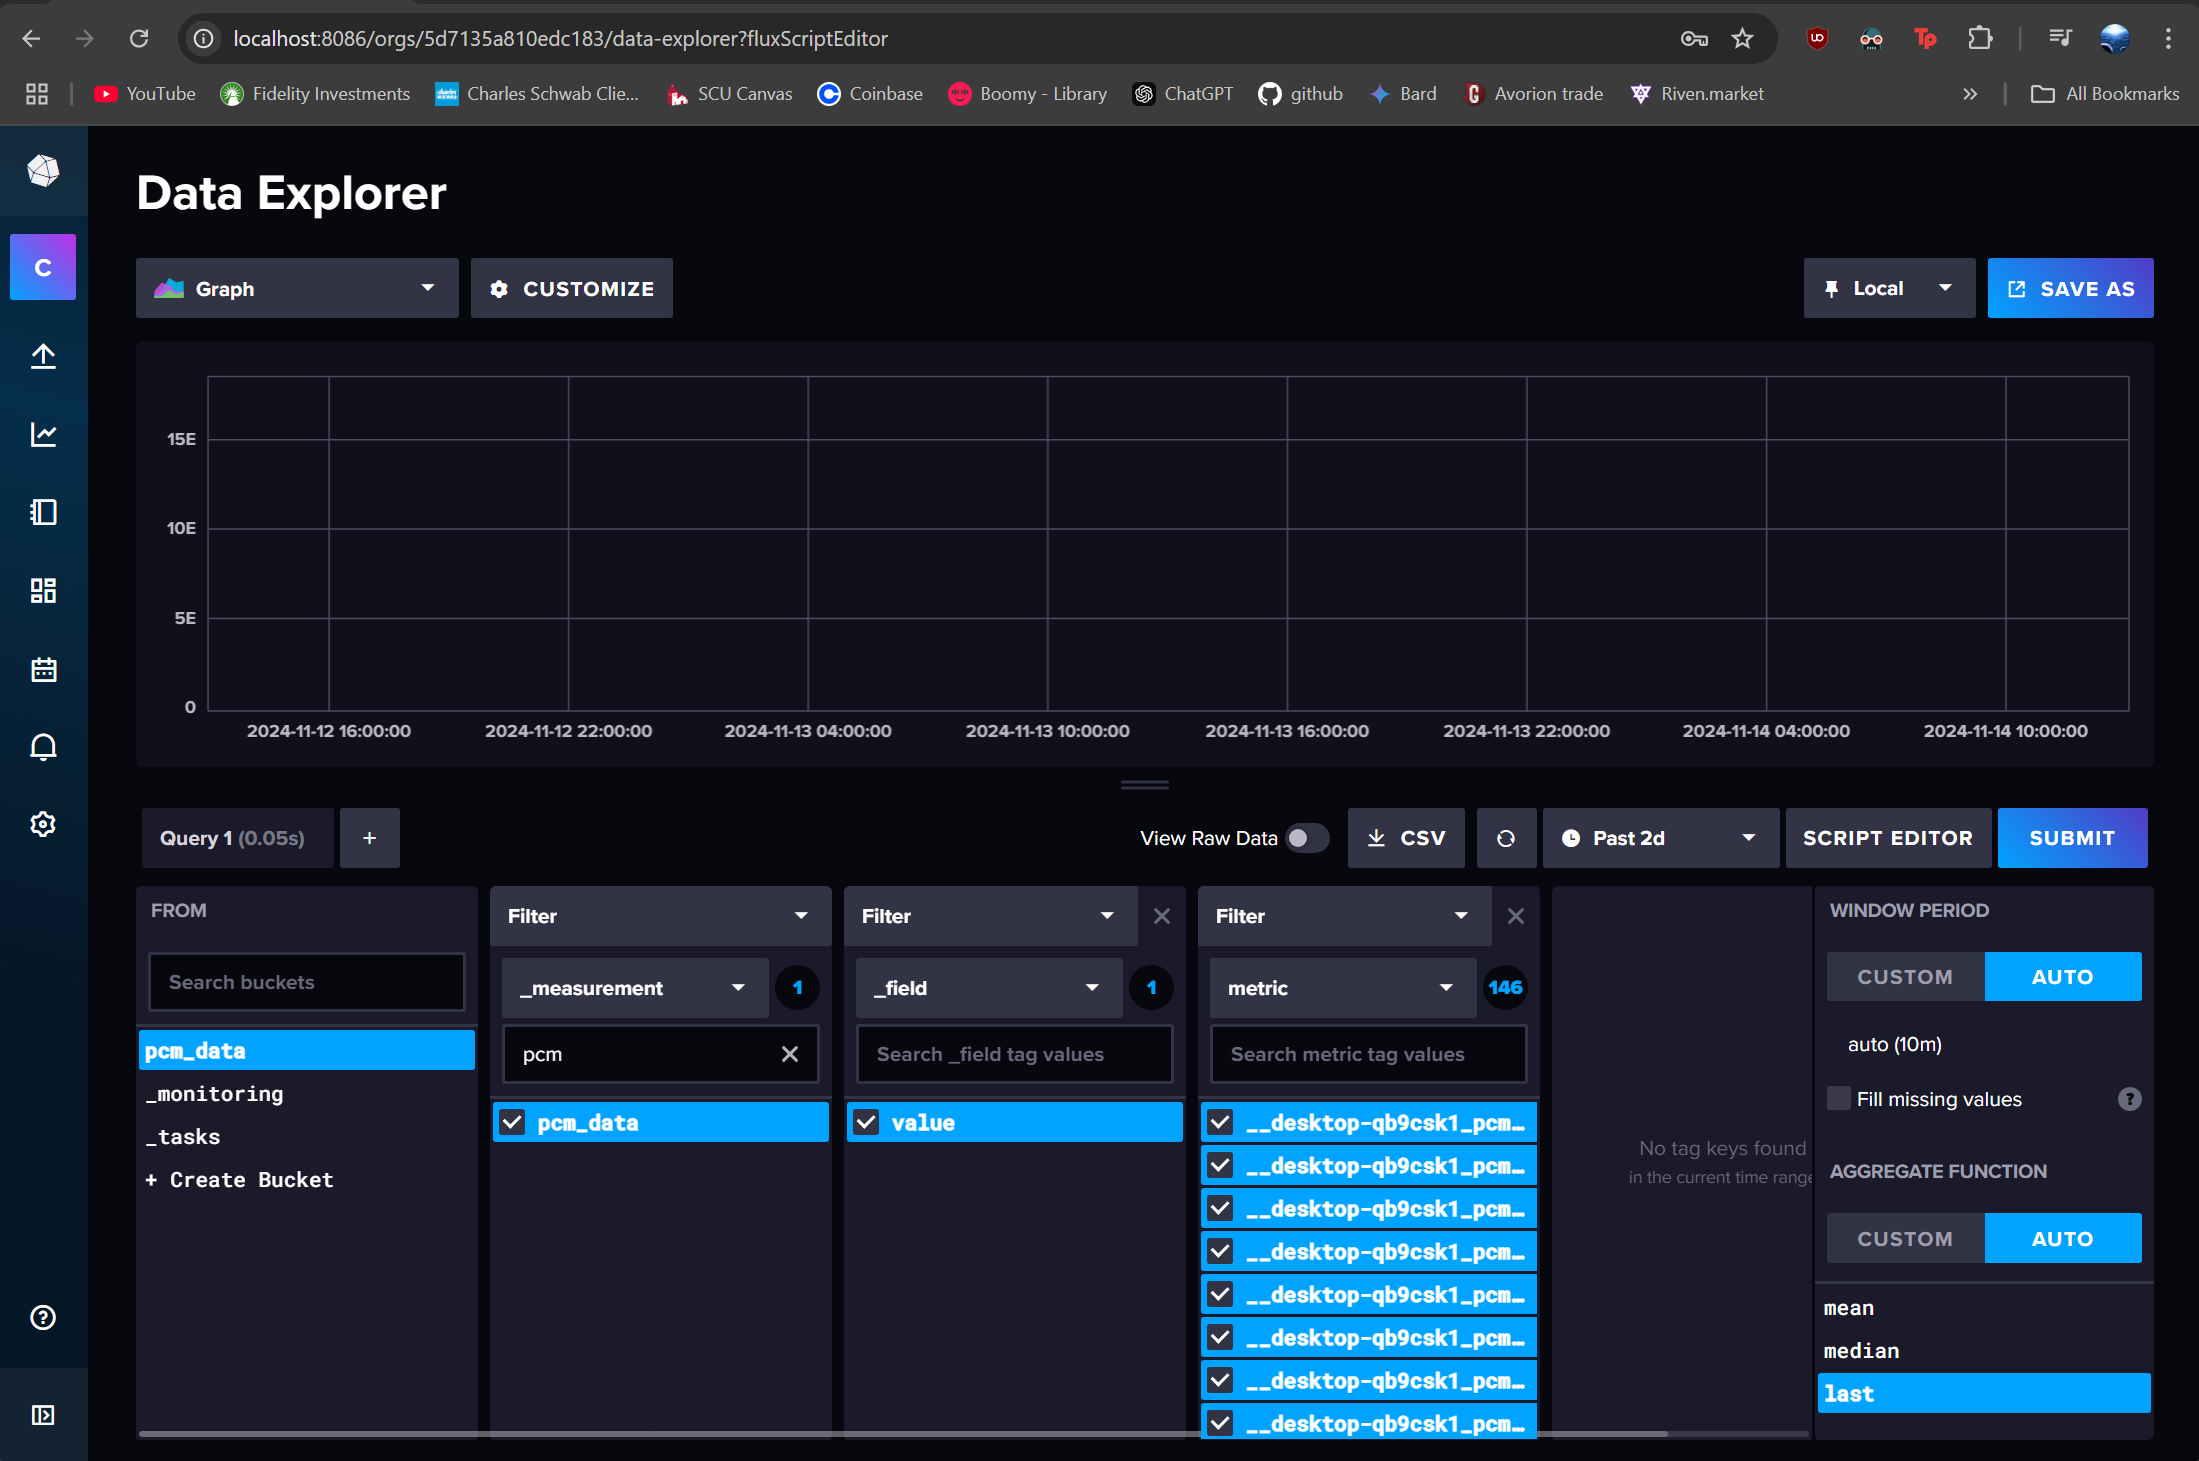 localhost:8086/orgs/5d7135a810edc183/data-explorer?fluxScriptEditor
YouTube Fidelity Investments Charles Schwab Clie... SCU Canvas Coinbase Boomy - Library ChatGPT github Bard Avorion trade Riven.market » All Bookmarks
Data Explorer
C
Graph CUSTOMIZE Local SAVE AS
15E
10E
5E
0
2024-11-12 16:00:00 2024-11-12 22:00:00 2024-11-13 04:00:00 2024-11-13 10:00:00 2024-11-13 16:00:00 2024-11-13 22:00:00 2024-11-14 04:00:00 2024-11-14 10:00:00
Query 1 (0.05s) + View Raw Data CSV Past 2d SCRIPT EDITOR SUBMIT
FROM
Search buckets
pcm_data
_monitoring
_tasks
+ Create Bucket
Filter
_measurement 1
pcm
pcm_data
Filter
_field 1
Search _field tag values
value
Filter
metric 146
Search metric tag values
__desktop-qb9csk1_pcm…
__desktop-qb9csk1_pcm…
__desktop-qb9csk1_pcm…
__desktop-qb9csk1_pcm…
__desktop-qb9csk1_pcm…
__desktop-qb9csk1_pcm…
__desktop-qb9csk1_pcm…
__desktop-qb9csk1_pcm…
No tag keys found
in the current time range
WINDOW PERIOD
CUSTOM AUTO
auto (10m)
Fill missing values ?
AGGREGATE FUNCTION
CUSTOM AUTO
mean
median
last